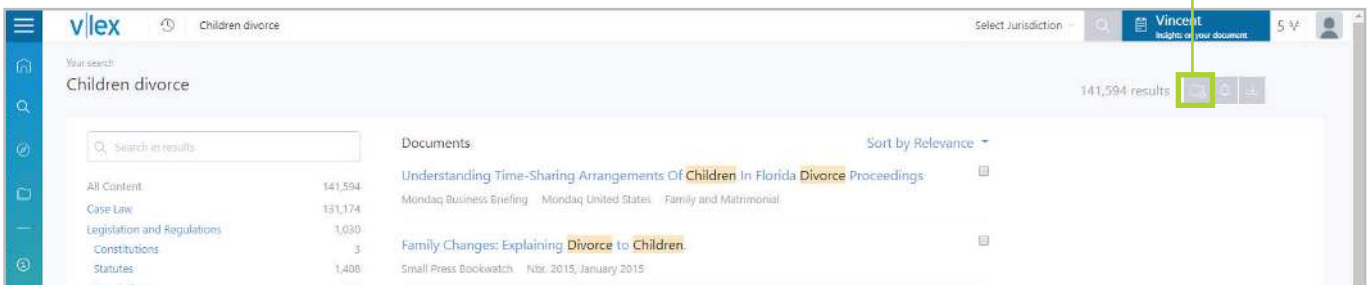 vlex
Children divorce
Select Jurisdiction
Vincent
Insights on your document
5
Your search
Children divorce
141,594 results
Search in results
Documents
Sort by Relevance
Understanding Time-Sharing Arrangements Of Children In Florida Divorce Proceedings
Mondaq Business Briefing Mondaq United States Family and Matrimonial
All Content 141,594
Case Law 131,174
Legislation and Regulations 1,030
Constitutions 3
Statutes 1,408
Family Changes: Explaining Divorce to Children.
Small Press Bookwatch Nbr. 2015, January 2015